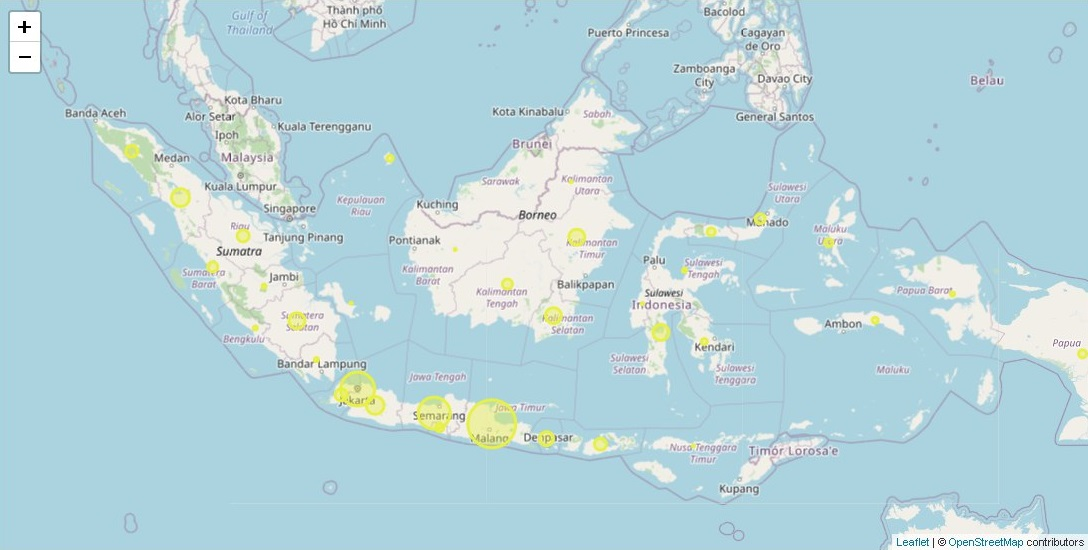 +
−
Gulf of
Thailand
Thành phố
Hồ Chí Minh
Bacolod
Puerto Princesa
Cagayan
de Oro
Zamboanga
City
Davao City
Belau
General Santos
Banda Aceh
Kota Bharu
Alor Setar
Ipoh
Kuala Terengganu
Kota Kinabalu
Sabah
Medan
Malaysia
Brunei
Kuala Lumpur
Sarawak
Kalimantan
Utara
Kepulauan
Riau
Sulawesi
Utara
Singapore
Kuching
Borneo
Manado
Riau
Sumatra
Tanjung Pinang
Pontianak
Kalimantan
Timur
Maluku
Utara
Sumatera
Barat
Jambi
Kalimantan
Barat
Kalimantan
Tengah
Balikpapan
Palu
Sulawesi
Tengah
Sulawesi
Indonesia
Papua Barat
Sumatera
Selatan
Bengkulu
Kalimantan
Selatan
Ambon
Kendari
Papua
Bandar Lampung
Sulawesi
Selatan
Sulawesi
Tenggara
Maluku
Jawa Tengah
Jakarta
Semarang
Jawa Timur
Malang
Denpasar
Nusa Tenggara
Timur
Timór Lorosa'e
Kupang
Leaflet | © OpenStreetMap contributors